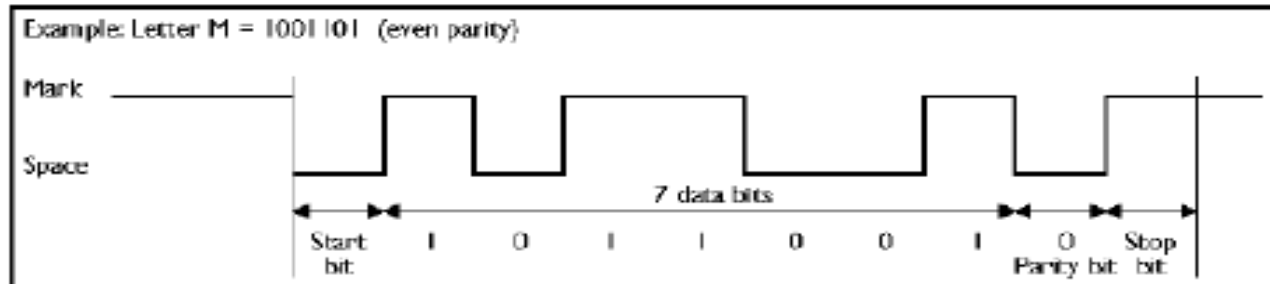 Example: Letter M = 1001101 (even parity)
Mark
Space
7 data bits
Start bit 1 0 1 1 0 0 1 0 Parity bit Stop bit